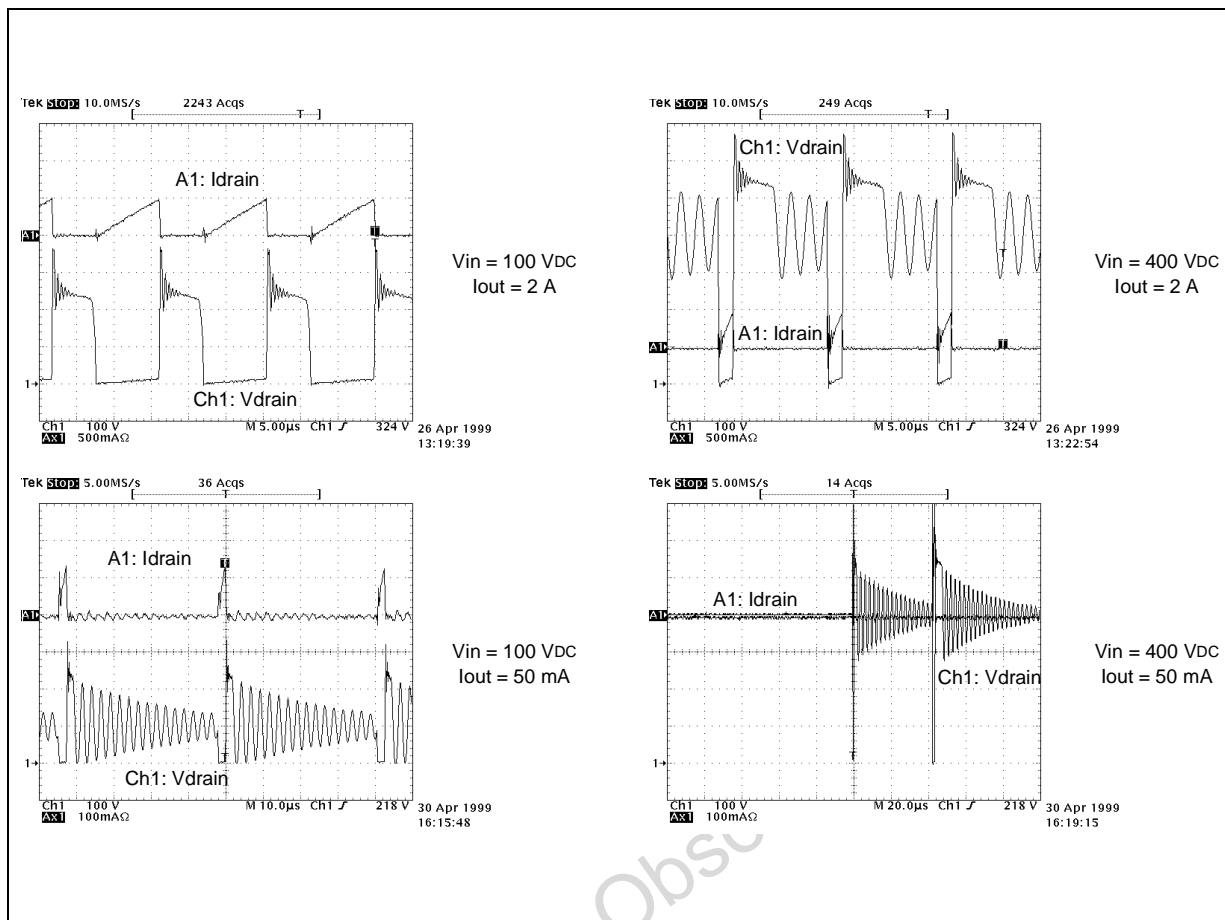 Tek Stop: 10.0MS/s 2243 Acqs
T
A1: Idrain
A1
T
1
Ch1: Vdrain
Ch1 100 V M 5.00µs Ch1 324 V
Ax1 500mAΩ
26 Apr 1999
13:19:39
Vin = 100 VDC
Iout = 2 A
Tek Stop: 10.0MS/s 249 Acqs
T
Ch1: Vdrain
T
A1: Idrain
A1
T
1
Ch1 100 V M 5.00µs Ch1 324 V
Ax1 500mAΩ
26 Apr 1999
13:22:54
Vin = 400 VDC
Iout = 2 A
Tek Stop: 5.00MS/s 36 Acqs
T
A1: Idrain
T
A1
T
1
Ch1: Vdrain
Ch1 100 V M 10.0µs Ch1 218 V
Ax1 100mAΩ
30 Apr 1999
16:15:48
Vin = 100 VDC
Iout = 50 mA
Tek Stop: 5.00MS/s 14 Acqs
T
A1: Idrain
A1
Ch1: Vdrain
T
1
Ch1 100 V M 20.0µs Ch1 218 V
Ax1 100mAΩ
30 Apr 1999
16:19:15
Vin = 400 VDC
Iout = 50 mA